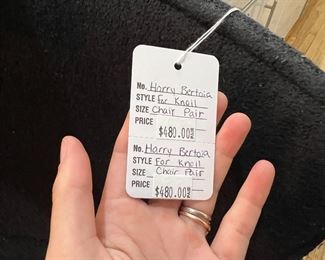 No. Harry Bertoia
STYLE For Knoll
SIZE Chair Pair
PRICE
$480.00
No. Harry Bertoia
STYLE For Knoll
SIZE Chair Pair
PRICE
$480.00